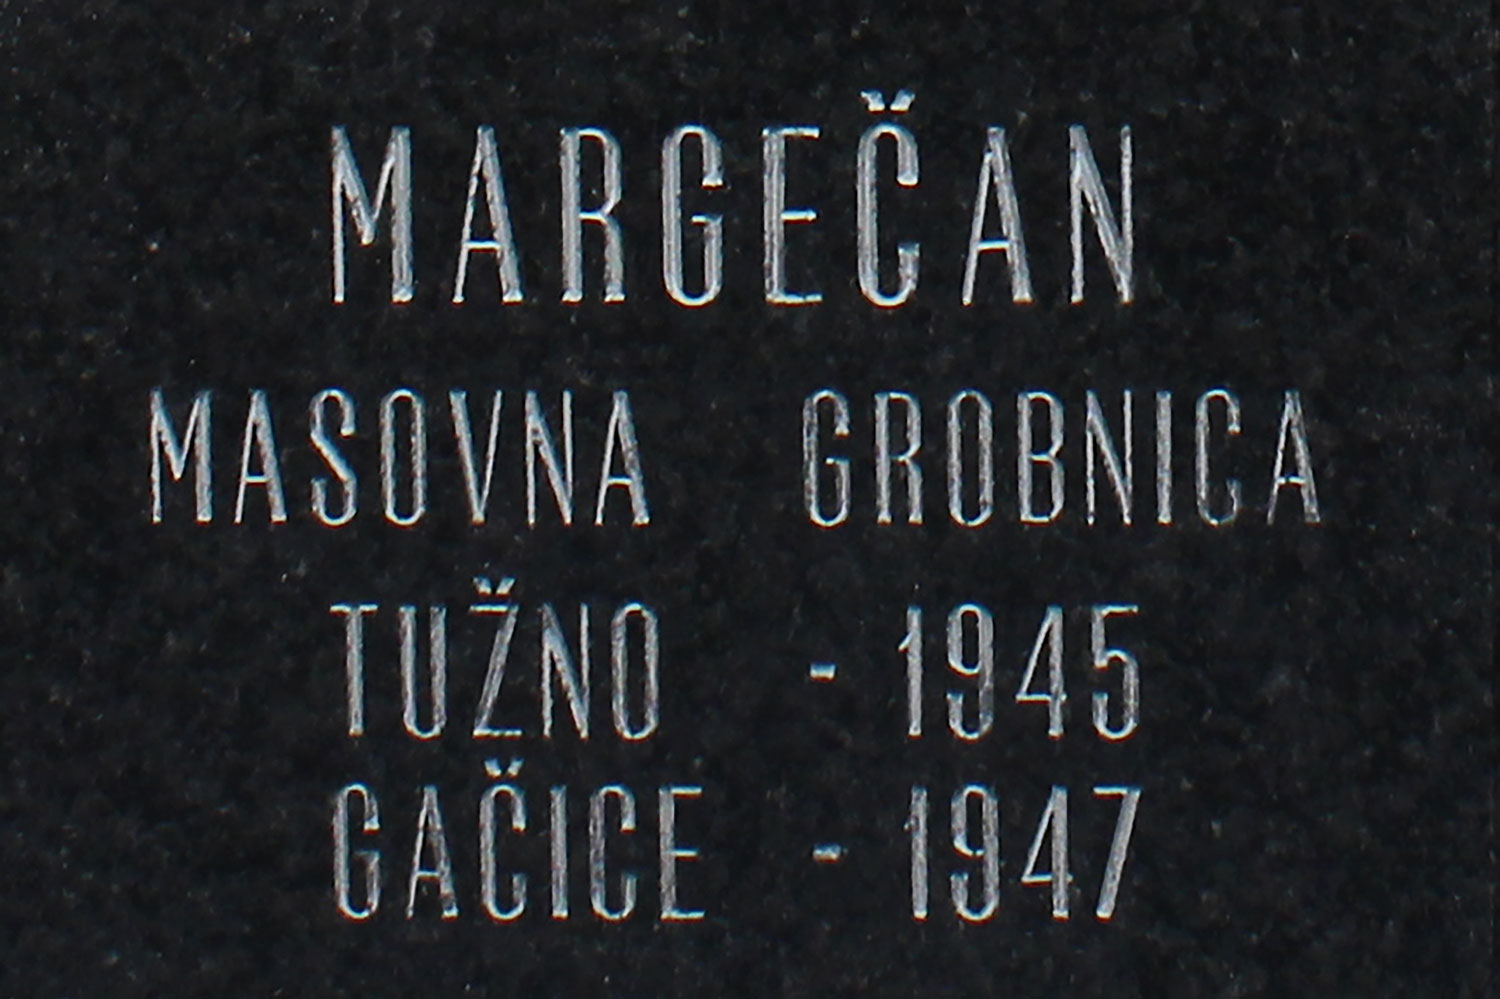 MARGEČAN
MASOVNA GROBNICA
TUŽNO - 1945
GAČICE - 1947